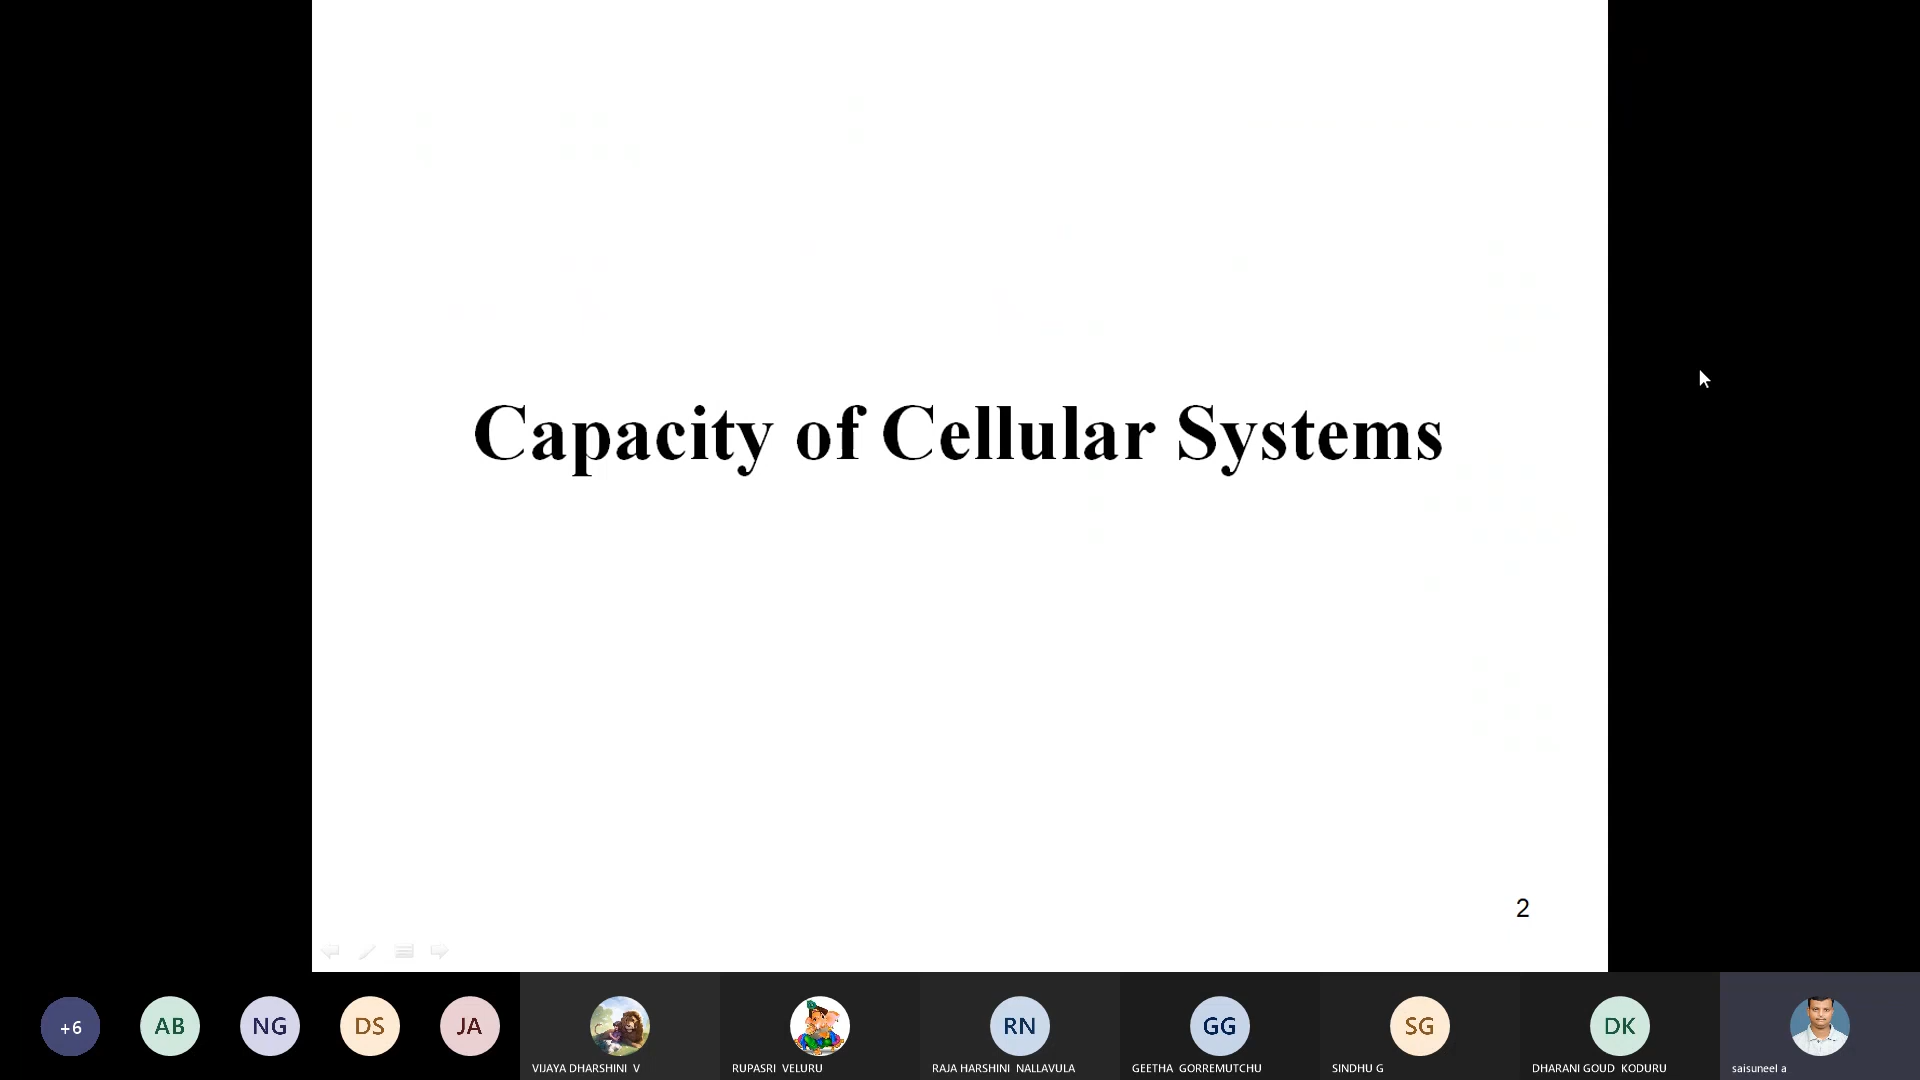 Capacity of Cellular Systems
2
+6
AB
NG
DS
JA
RN
GG
SG
DK
VIJAYA DHARSHINI V
RUPASRI VELURU
RAJA HARSHINI NALLAVULA
GEETHA GORREMUTCHU
SINDHU G
DHARANI GOUD KODURU
saisuneel a